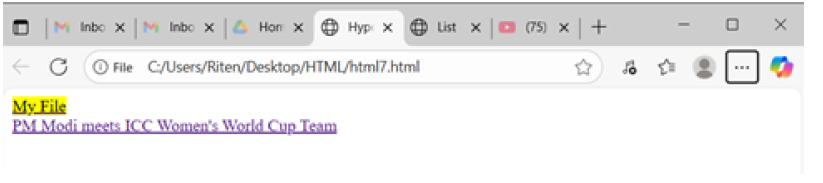 Inbo Inbo Hom Hyp List (75)
File C:/Users/Riten/Desktop/HTML/html7.html
My File
PM Modi meets ICC Women's World Cup Team